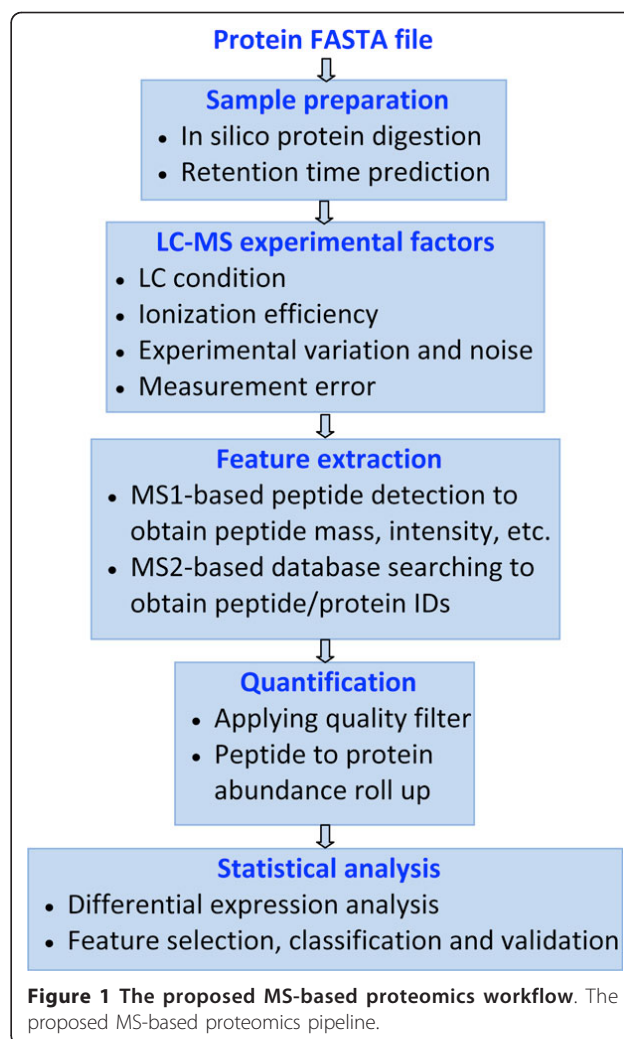 Protein FASTA file
Sample preparation
• In silico protein digestion
• Retention time prediction
LC-MS experimental factors
• LC condition
• Ionization efficiency
• Experimental variation and noise
• Measurement error
Feature extraction
• MS1-based peptide detection to
obtain peptide mass, intensity, etc.
• MS2-based database searching to
obtain peptide/protein IDs
Quantification
• Applying quality filter
• Peptide to protein
abundance roll up
Statistical analysis
• Differential expression analysis
• Feature selection, classification and validation
Figure 1 The proposed MS-based proteomics workflow. The
proposed MS-based proteomics pipeline.